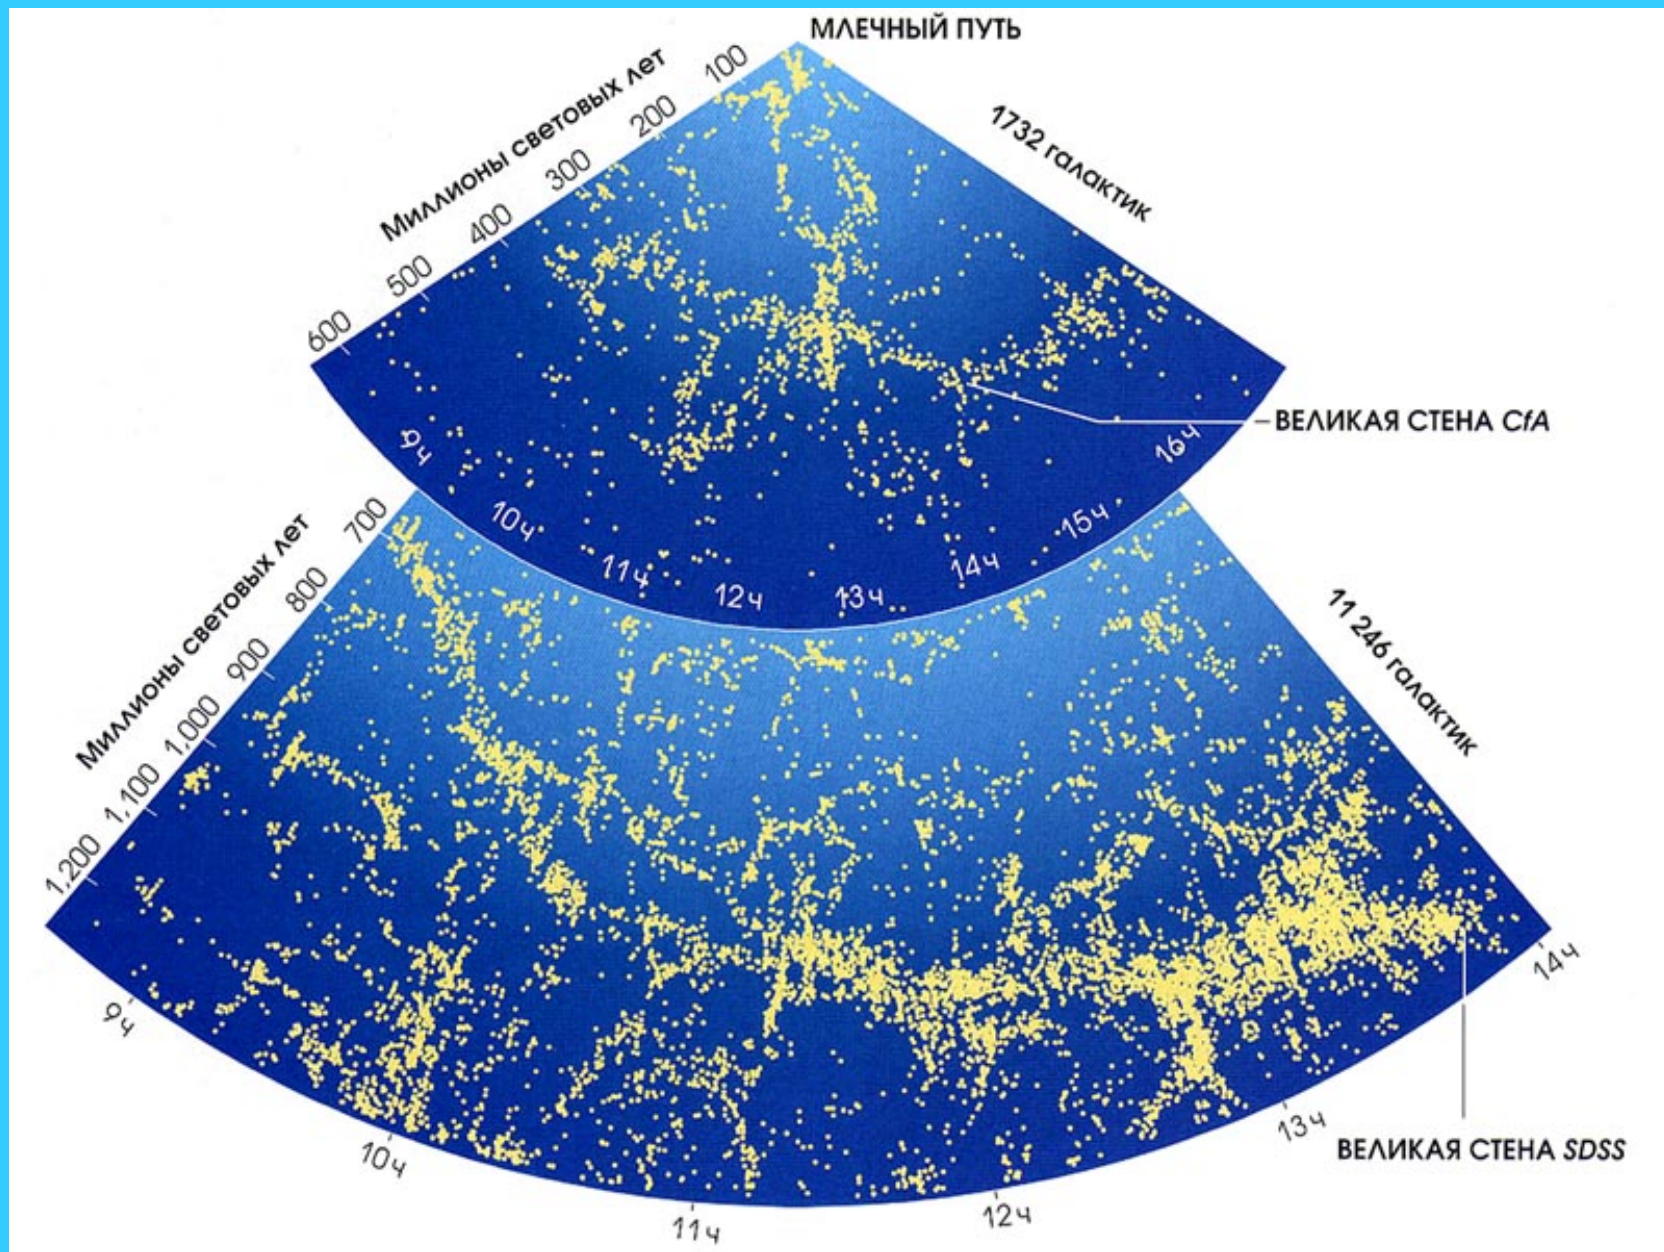 МЛЕЧНЫЙ ПУТЬ
Миллионы световых лет
100
200
300
400
500
600
1732 галактик
ВЕЛИКАЯ СТЕНА CfA
9ч
10ч
11ч
12ч
13ч
14ч
15ч
16ч
Миллионы световых лет
700
800
900
1,000
1,100
1,200
11 246 галактик
9ч
10ч
11ч
12ч
13ч
14ч
ВЕЛИКАЯ СТЕНА SDSS